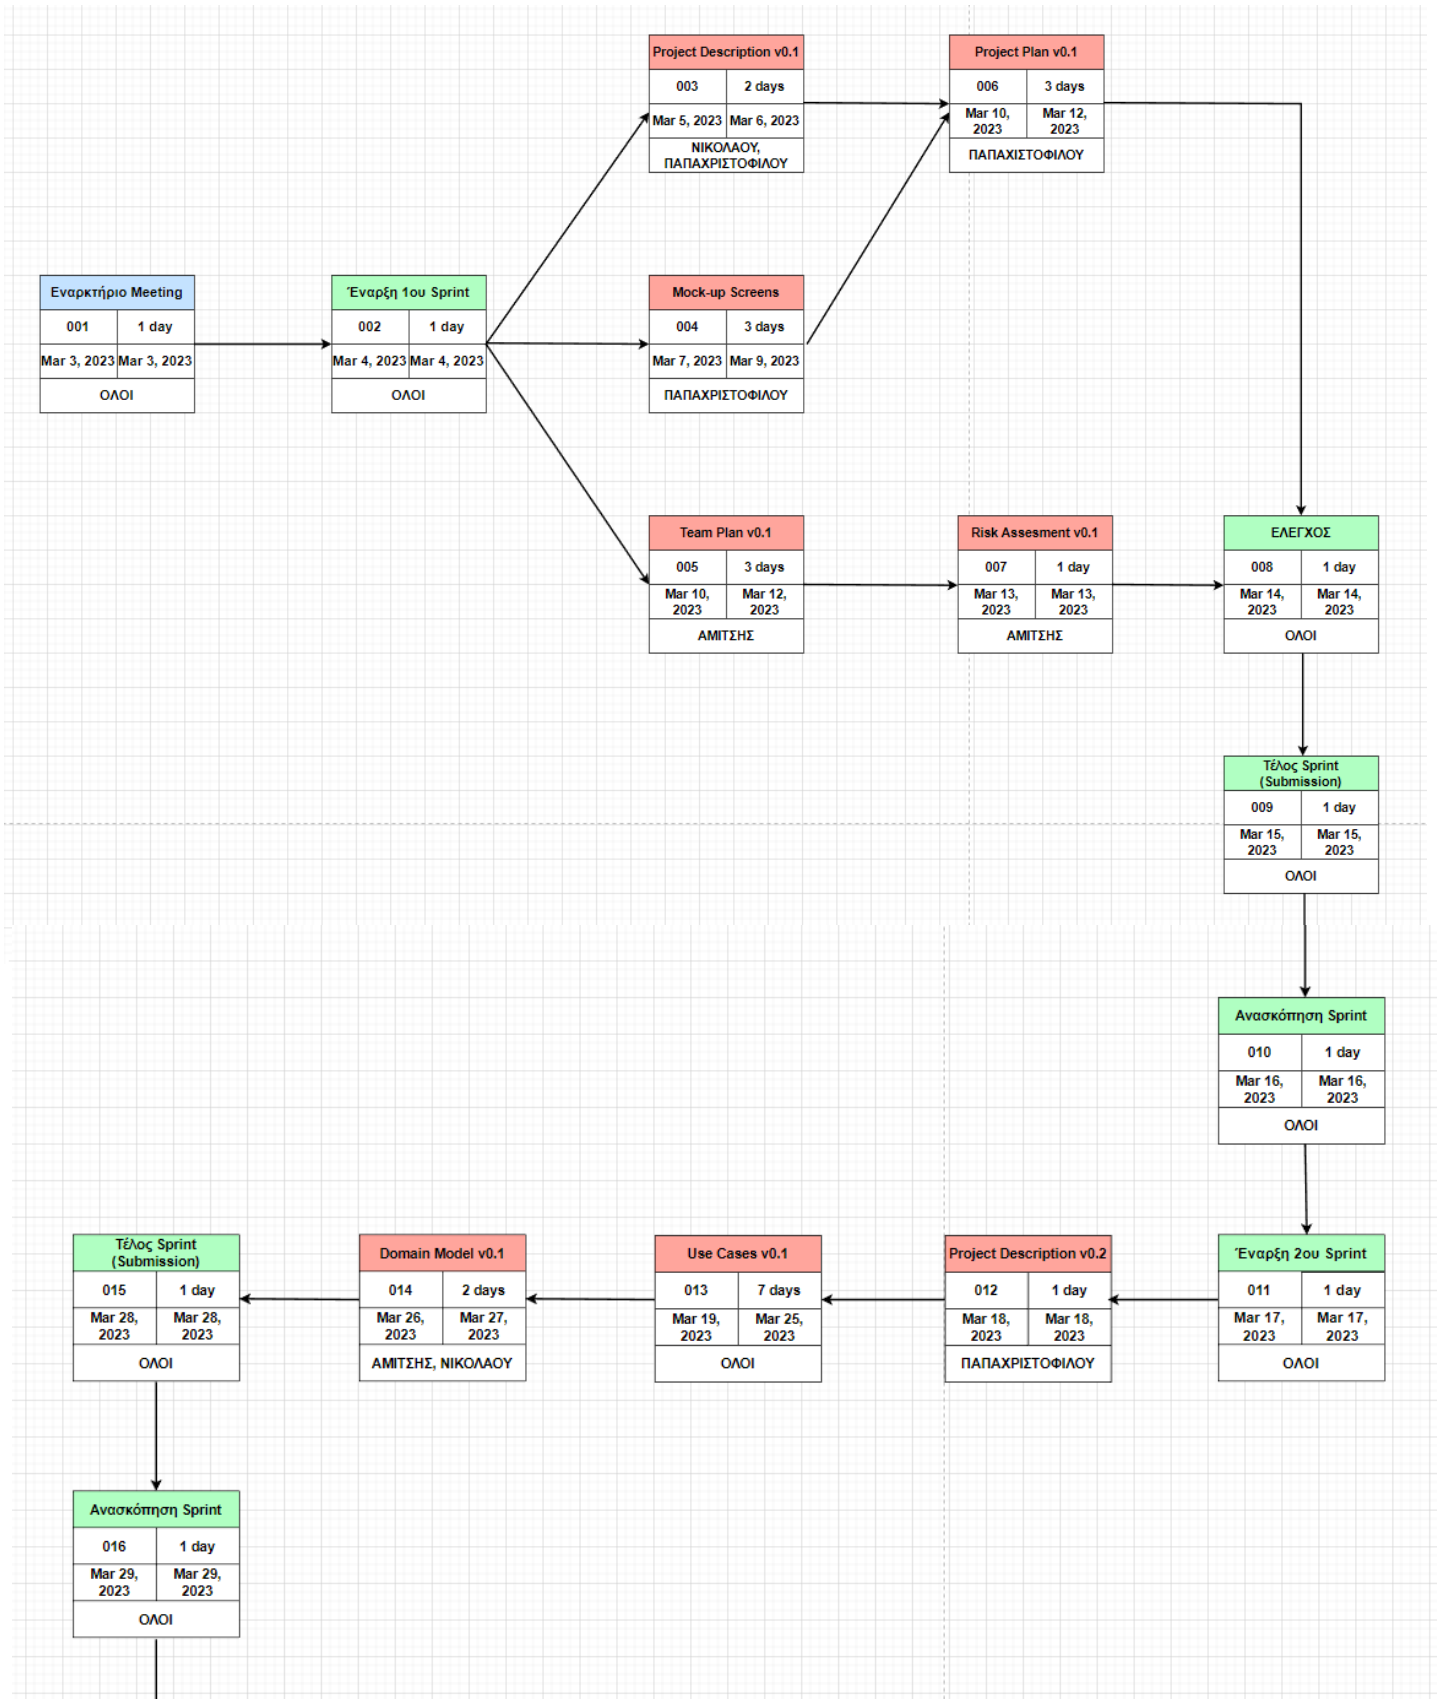 Project Description v0.1
003
2 days
Mar 5, 2023
Mar 6, 2023
ΝΙΚΟΛΑΟΥ,
ΠΑΠΑΧΡΙΣΤΟΦΙΛΟΥ
Project Plan v0.1
006
3 days
Mar 10,
2023
Mar 12,
2023
ΠΑΠΑΧΙΣΤΟΦΙΛΟΥ
Εναρκτήριο Meeting
001
1 day
Mar 3, 2023
Mar 3, 2023
ΟΛΟΙ
Έναρξη 1ου Sprint
002
1 day
Mar 4, 2023
Mar 4, 2023
ΟΛΟΙ
Mock-up Screens
004
3 days
Mar 7, 2023
Mar 9, 2023
ΠΑΠΑΧΡΙΣΤΟΦΙΛΟΥ
Team Plan v0.1
005
3 days
Mar 10,
2023
Mar 12,
2023
ΑΜΙΤΣΗΣ
Risk Assesment v0.1
007
1 day
Mar 13,
2023
Mar 13,
2023
ΑΜΙΤΣΗΣ
ΕΛΕΓΧΟΣ
008
1 day
Mar 14,
2023
Mar 14,
2023
ΟΛΟΙ
Τέλος Sprint
(Submission)
009
1 day
Mar 15,
2023
Mar 15,
2023
ΟΛΟΙ
Ανασκόπηση Sprint
010
1 day
Mar 16,
2023
Mar 16,
2023
ΟΛΟΙ
Έναρξη 2ου Sprint
011
1 day
Mar 17,
2023
Mar 17,
2023
ΟΛΟΙ
Project Description v0.2
012
1 day
Mar 18,
2023
Mar 18,
2023
ΠΑΠΑΧΡΙΣΤΟΦΙΛΟΥ
Use Cases v0.1
013
7 days
Mar 19,
2023
Mar 25,
2023
ΟΛΟΙ
Domain Model v0.1
014
2 days
Mar 26,
2023
Mar 27,
2023
ΑΜΙΤΣΗΣ, ΝΙΚΟΛΑΟΥ
Τέλος Sprint
(Submission)
015
1 day
Mar 28,
2023
Mar 28,
2023
ΟΛΟΙ
Ανασκόπηση Sprint
016
1 day
Mar 29,
2023
Mar 29,
2023
ΟΛΟΙ